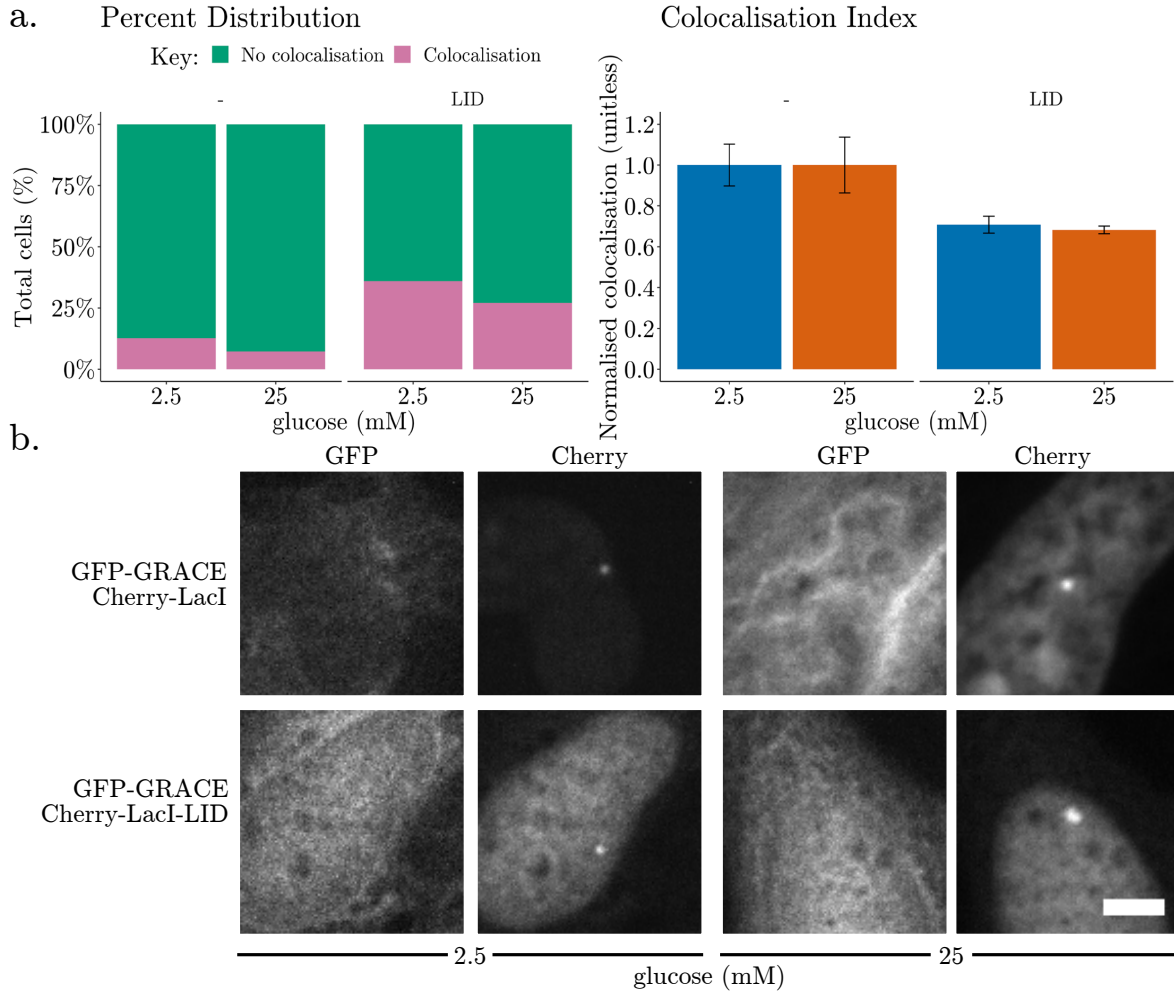 a.
Percent Distribution
Key: No colocalisation Colocalisation
- LID
Total cells (%)
100%
75%
50%
25%
0%
2.5 25 2.5 25
glucose (mM)
Colocalisation Index
- LID
Normalised colocalisation (unitless)
1.2
1.0
0.8
0.6
0.4
0.2
0.0
2.5 25 2.5 25
glucose (mM)
b.
GFP Cherry GFP Cherry
GFP-GRACE
Cherry-LacI
GFP-GRACE
Cherry-LacI-LID
2.5 25
glucose (mM)